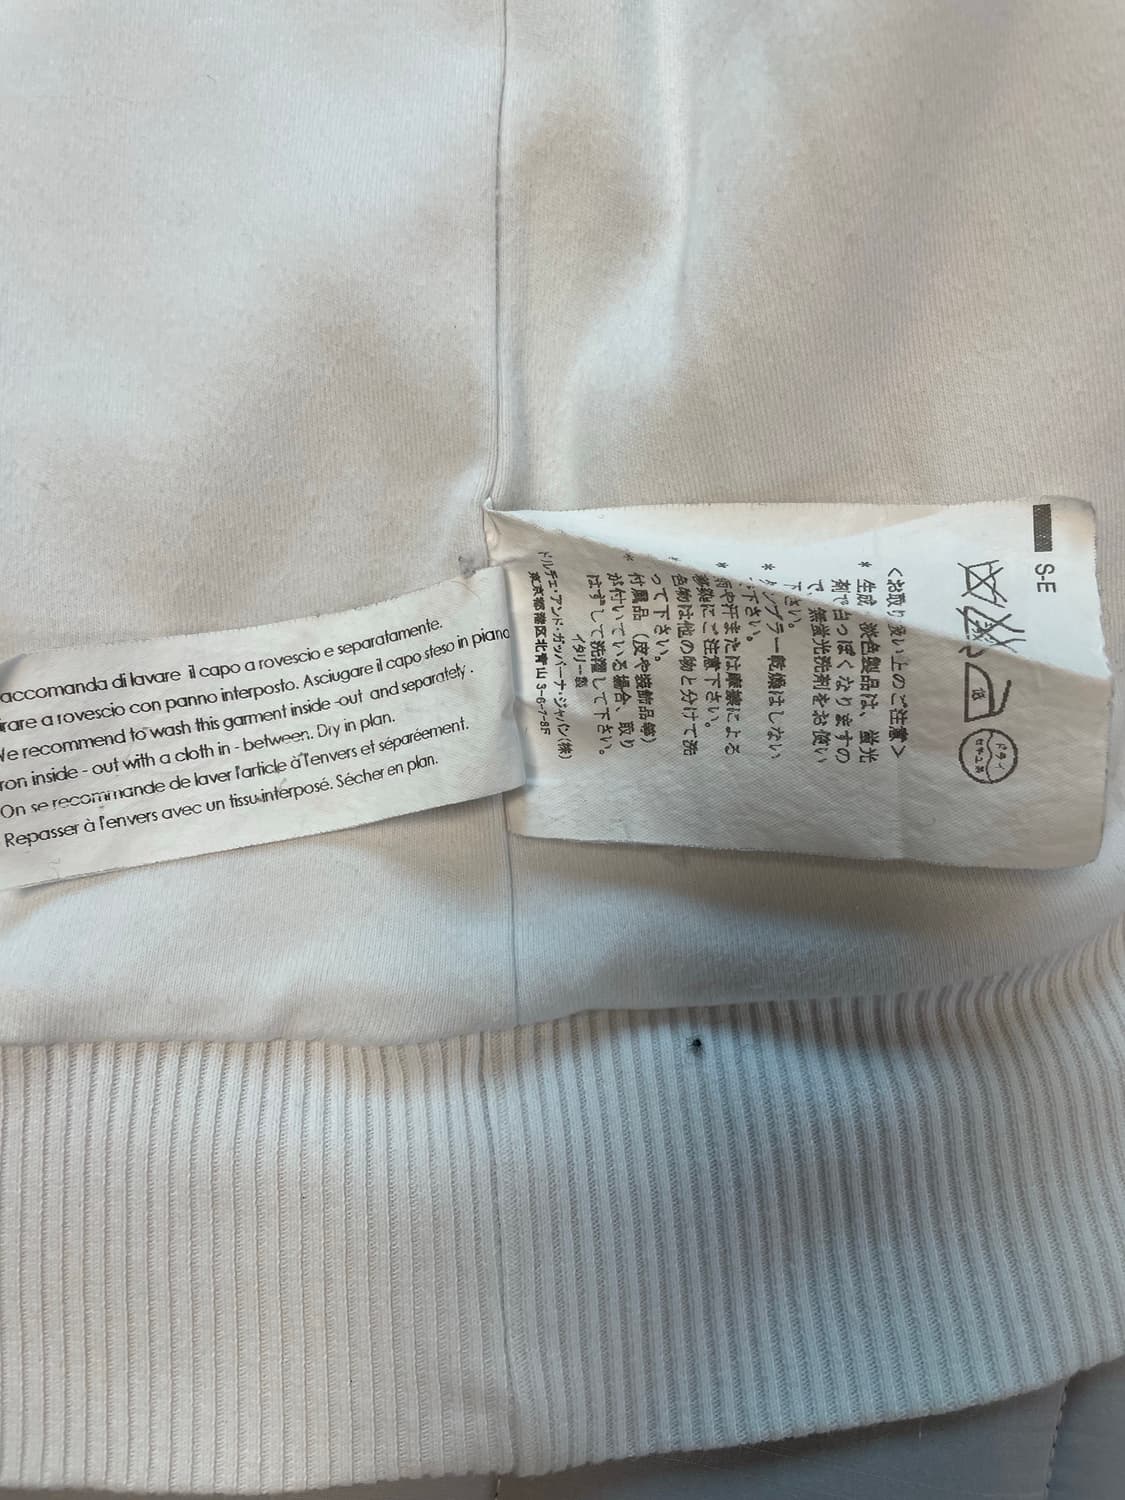 accomanda di lavare il capo a rovescio e separatamente.
irare a rovescio con panno interposto. Asciugare il capo steso in piano
We recommend to wash this garment inside -out and separately .
ron inside - out with a cloth in - between. Dry in plan.
On se recommande de laver l'article à l'envers et séparément.
Repasser à l'envers avec un tissu interposé. Sécher en plan.
S-E
低
ドライ
セキユ系
<お取り扱い上のご注意>
* 生成 淡色製品は、蛍光
剤で白っぽくなりますの
で、無蛍光洗剤をお使い
下さい。
* タンブラー乾燥はしない
下さい。
* 雨や汗または摩擦による
移染にご注意下さい。
色物は他の物と分けて洗
って下さい。
* 付属品(皮や装飾品等)
が付いている場合、取り
はずして洗濯して下さい。
イタリー製
ドルチェ・アンド・ガッバーナ・ジャパン(株)
東京都港区北青山 3-6-7-8F